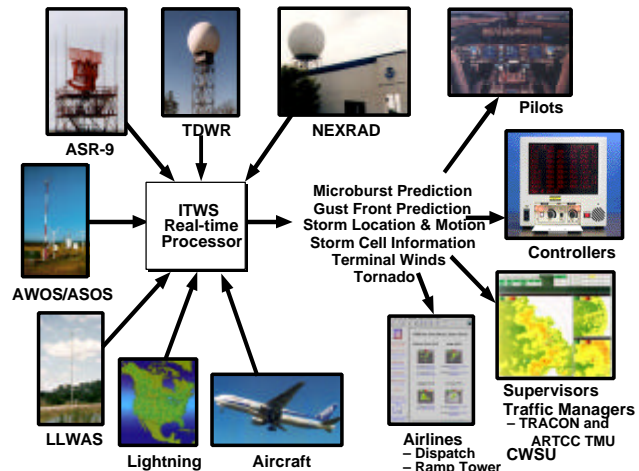 TDWR
NEXRAD
Pilots
ASR-9
ITWS
Real-time
Processor
Microburst Prediction
Gust Front Prediction
Storm Location & Motion
Storm Cell Information
Terminal Winds
Tornado
Controllers
AWOS/ASOS
LLWAS
Lightning
Aircraft
Airlines
– Dispatch
– Ramp Tower
Supervisors
Traffic Managers
– TRACON and
ARTCC TMU
CWSU